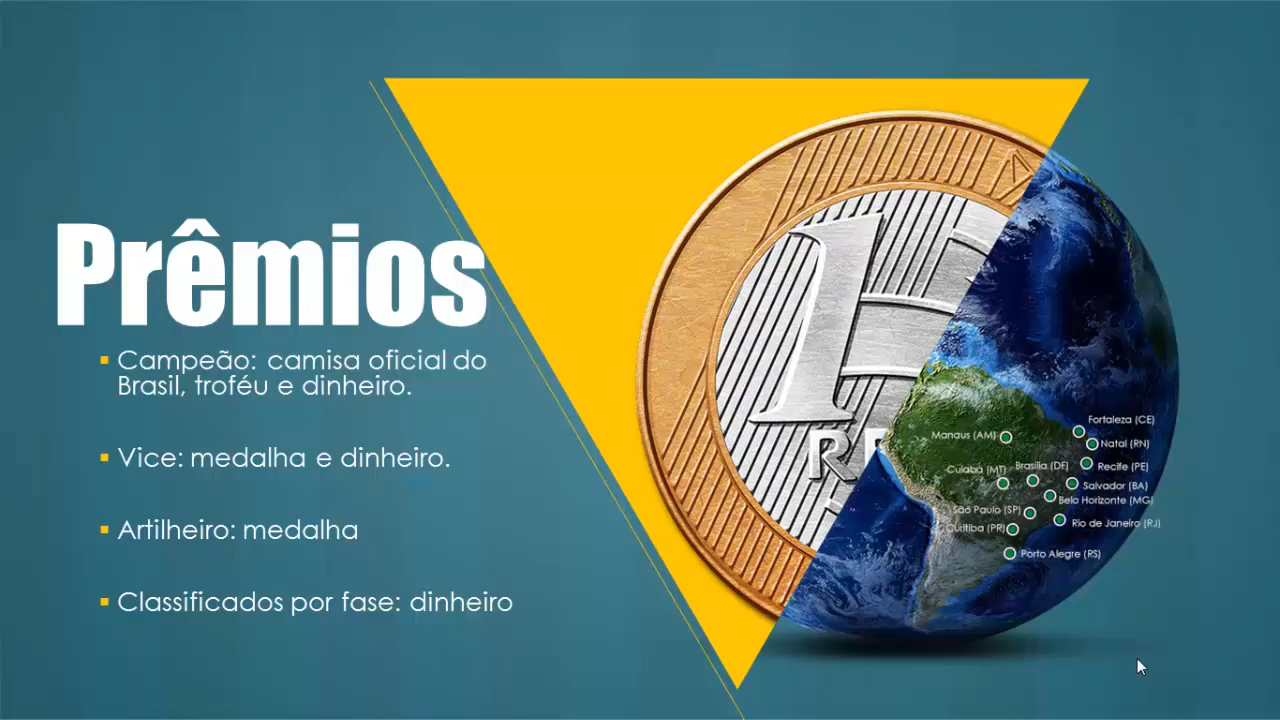 Prêmios
Campeão: camisa oficial do
Brasil, troféu e dinheiro.
Vice: medalha e dinheiro.
Artilheiro: medalha
Classificados por fase: dinheiro
1
Fortaleza (CE)
Manaus (AM)
Natal (RN)
Cuiabá (MT)
Brasília (DF)
Recife (PE)
Salvador (BA)
Belo Horizonte (MG)
São Paulo (SP)
Rio de Janeiro (RJ)
Curitiba (PR)
Porto Alegre (RS)